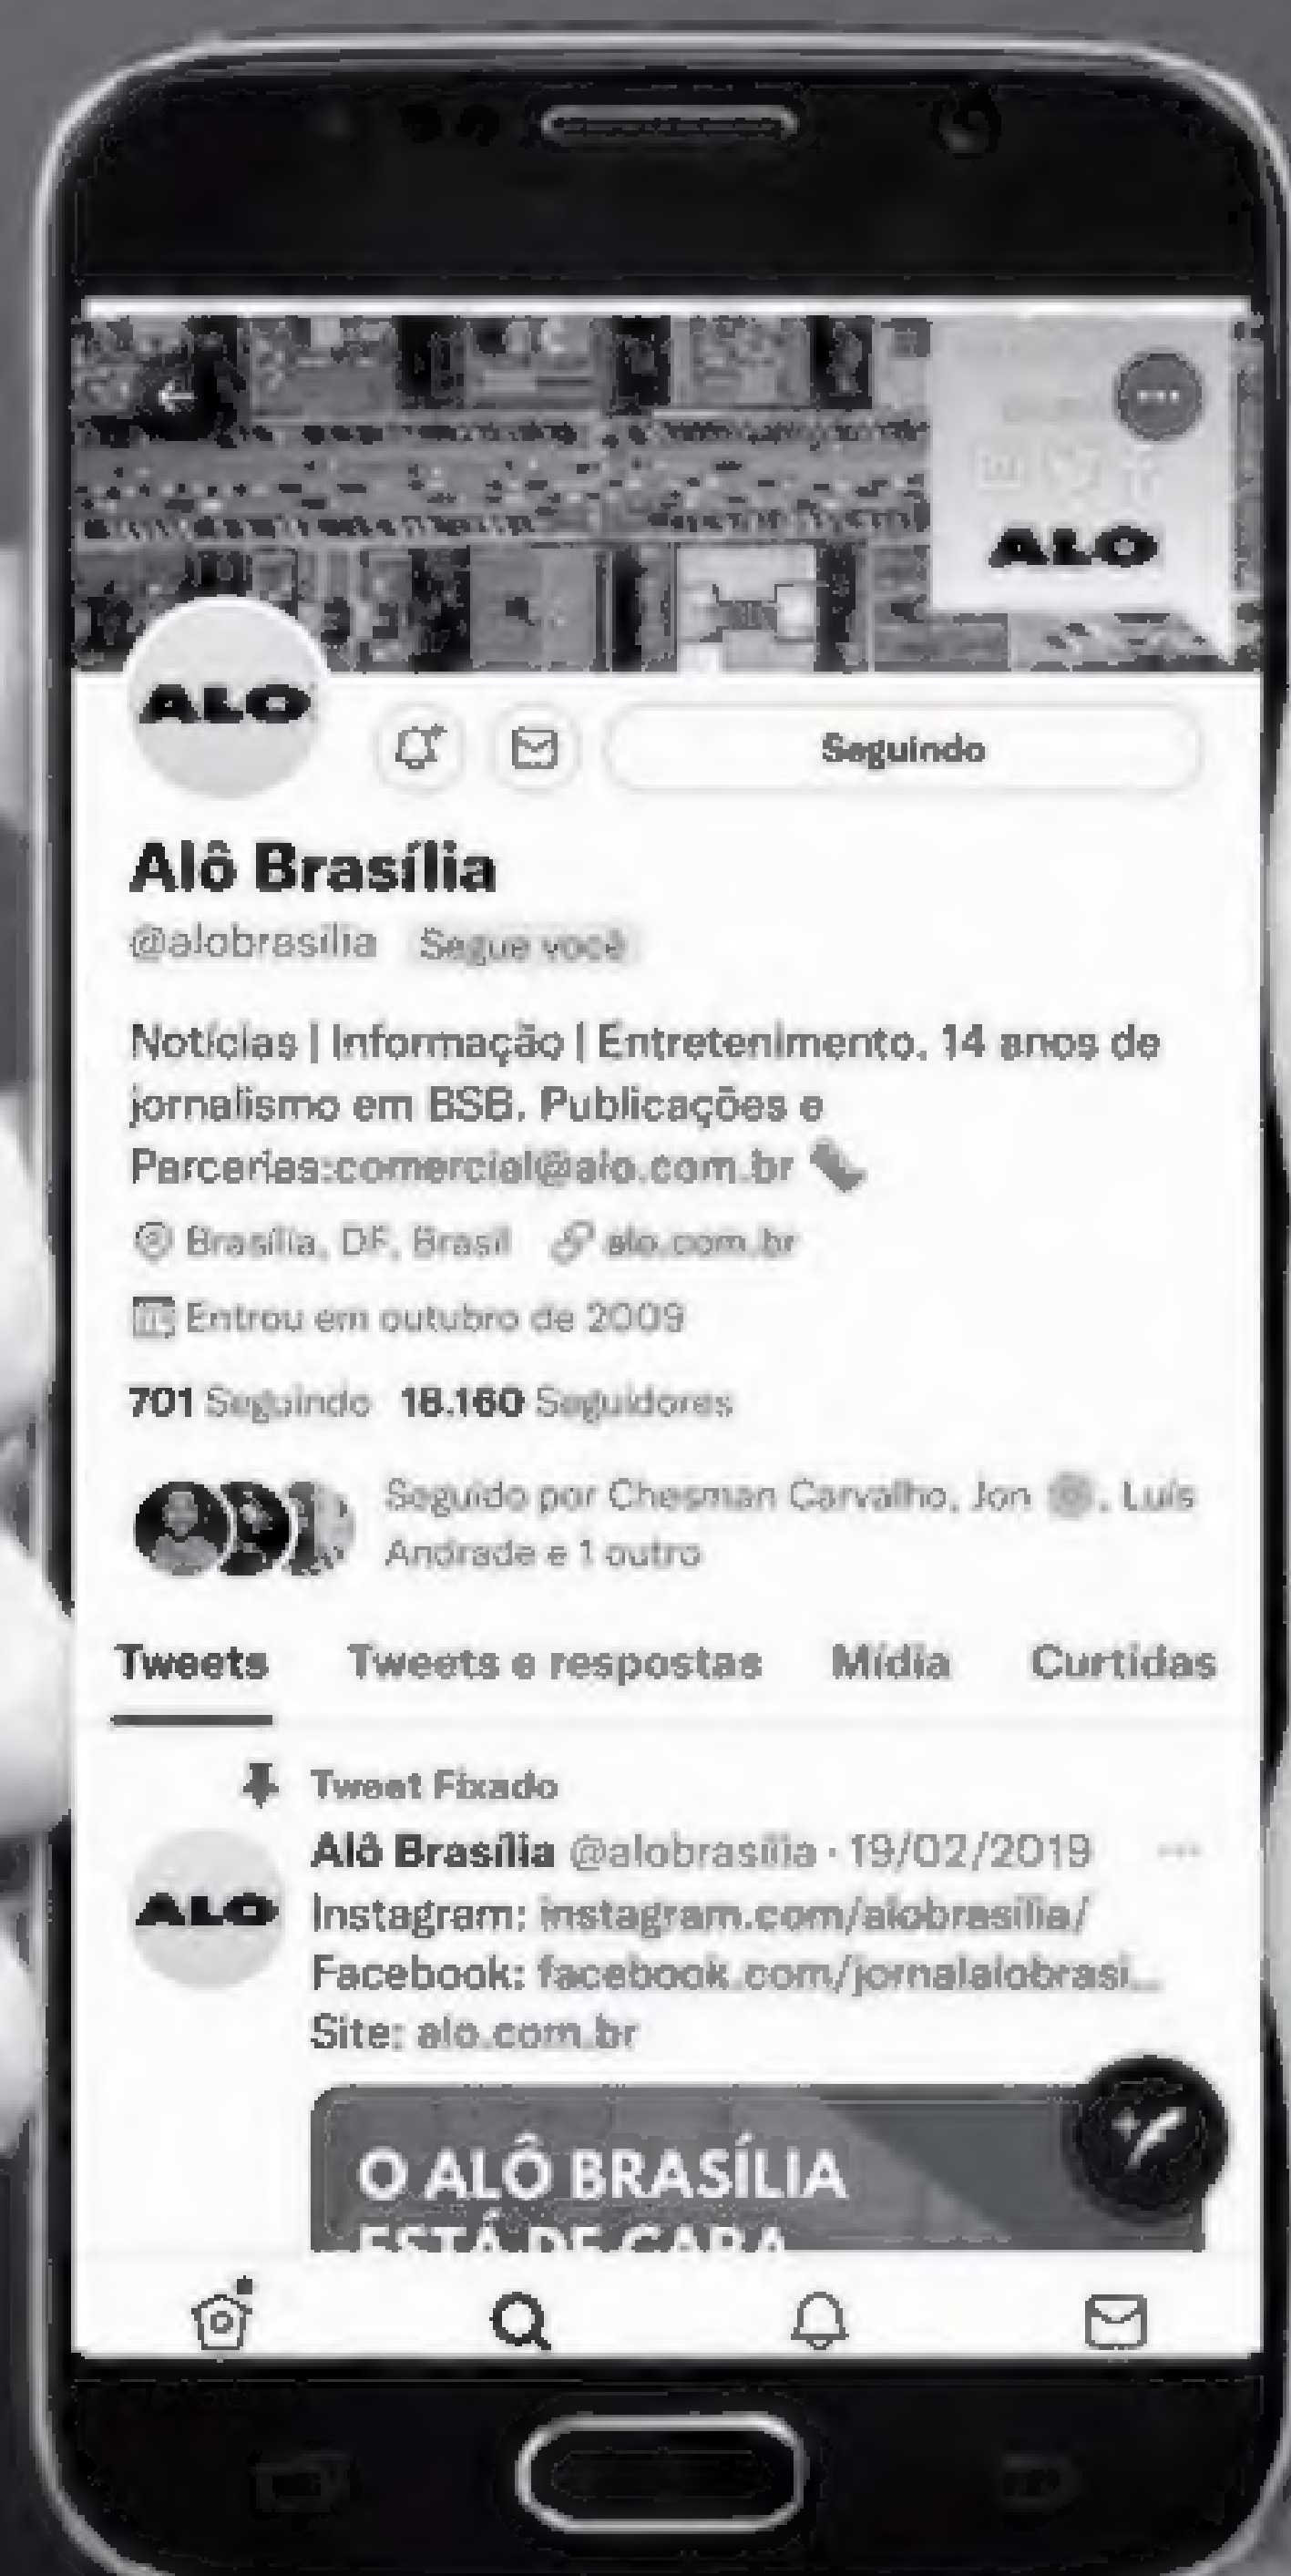 ALO
ALO
Seguindo
Alô Brasília
@alobrasilia Segue você
Notícias | Informação | Entretenimento. 14 anos de
jornalismo em BSB. Publicações e
Parcerias:comercial@alo.com.br
Brasília, DF, Brasil alo.com.br
Entrou em outubro de 2009
701 Seguindo 18.160 Seguidores
Seguido por Chesman Carvalho, Jon , Luís
Andrade e 1 outro
Tweets Tweets e respostas Mídia Curtidas
Tweet Fixado
Alô Brasília @alobrasilia · 19/02/2019
ALO Instagram: instagram.com/alobrasilia/
Facebook: facebook.com/jornalalobrasi...
Site: alo.com.br
O ALÔ BRASÍLIA
ESTÁ DE CARA